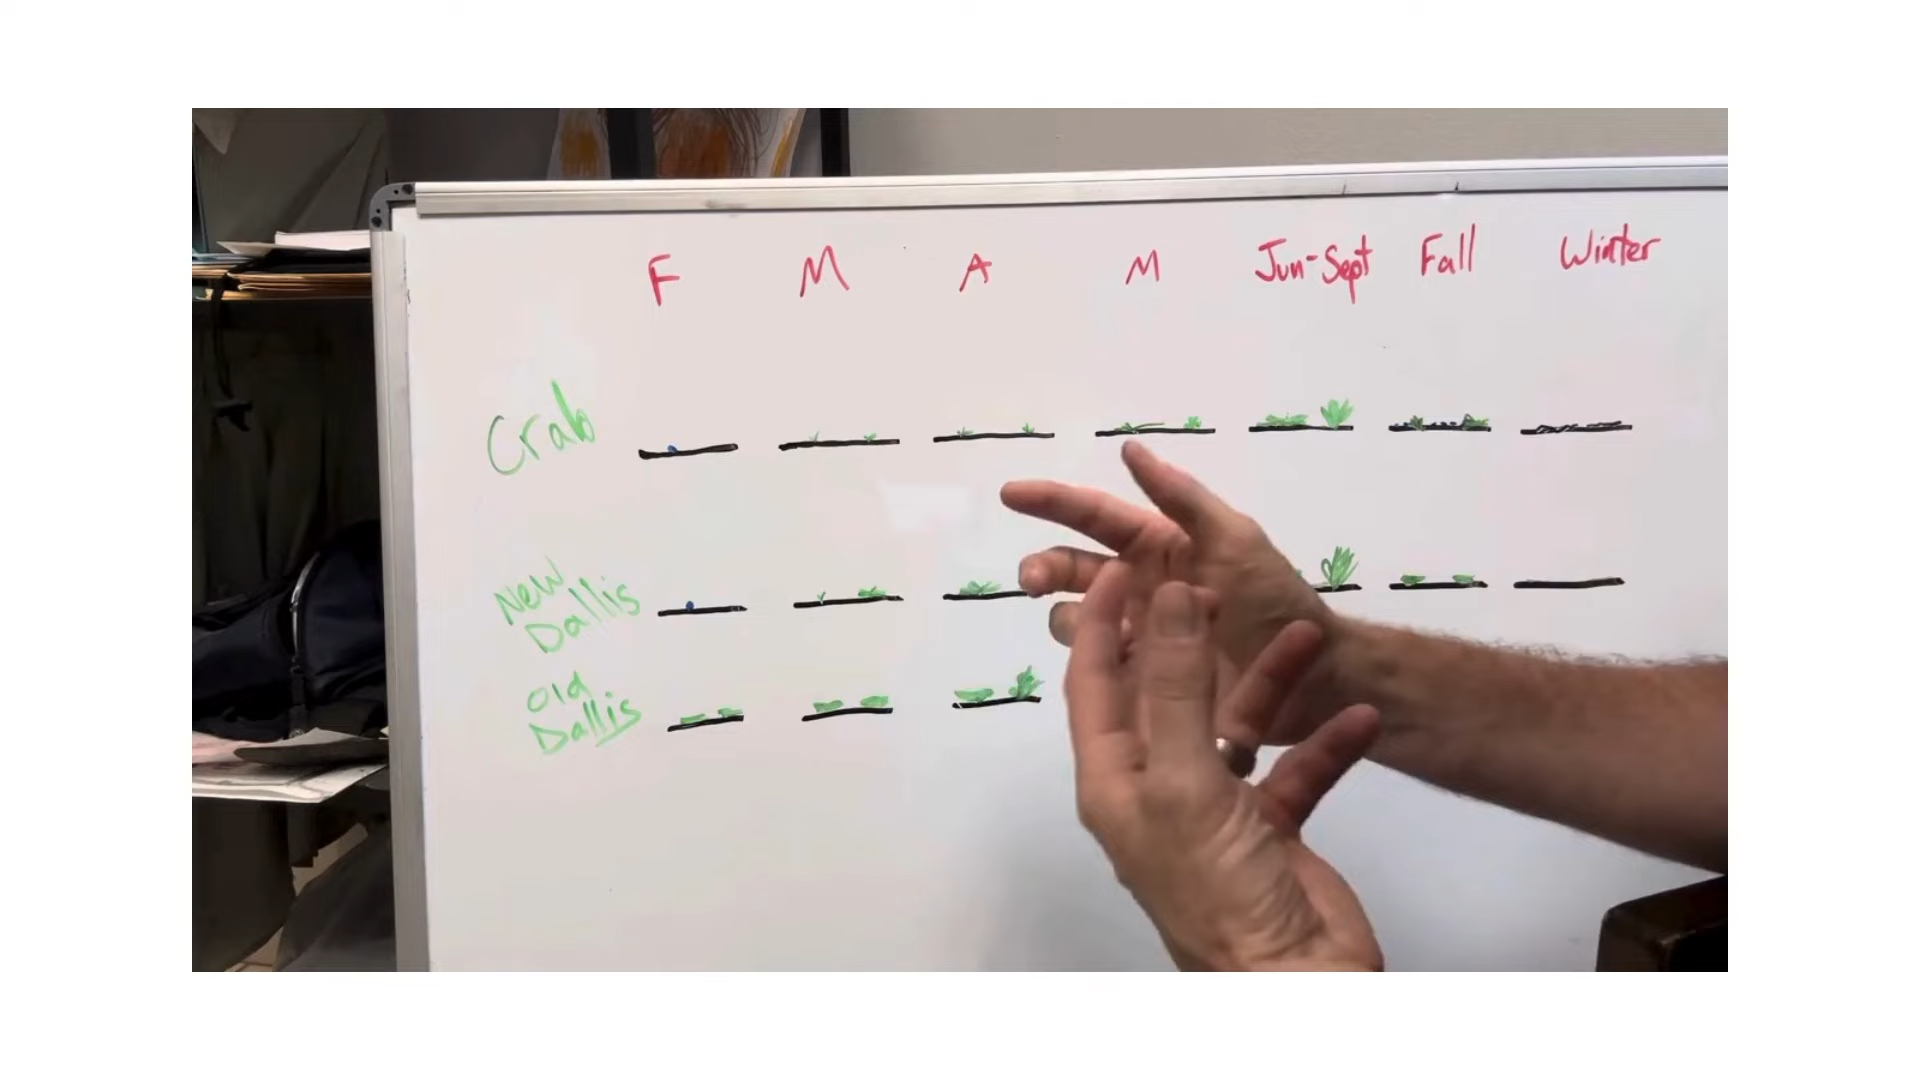 F M A M Jun-Sept Fall Winter
Crab
New
Dallis
Old
Dallis